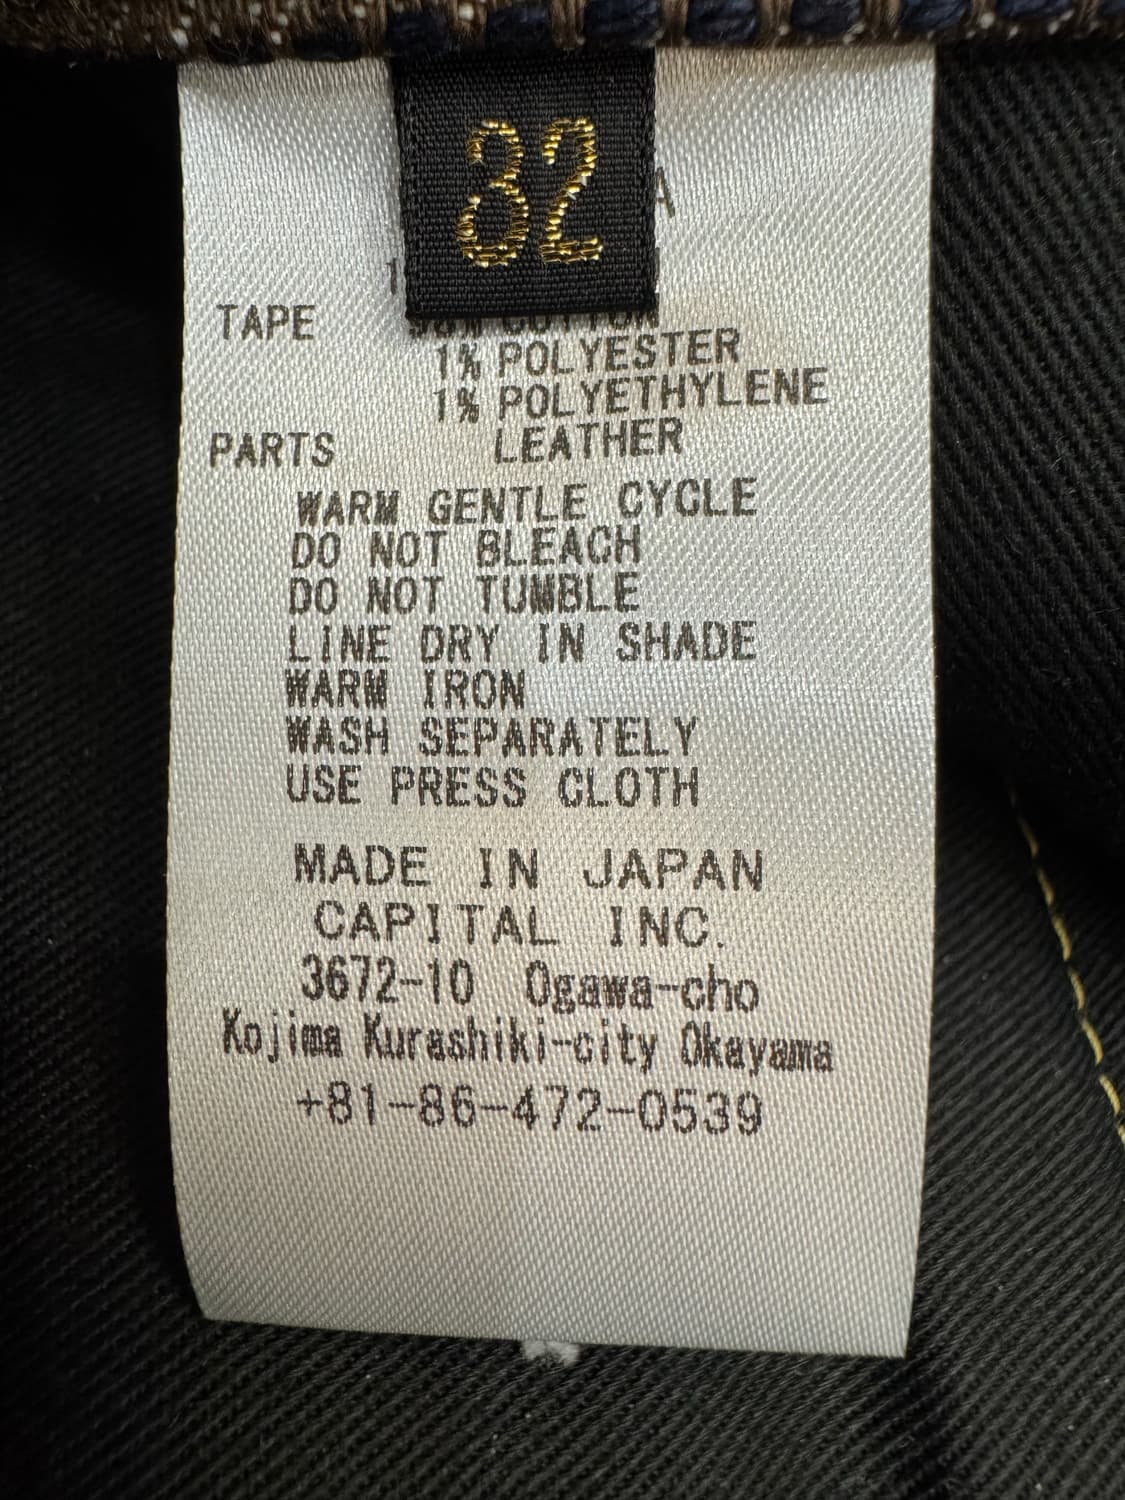 32
TAPE COTTON
1% POLYESTER
1% POLYETHYLENE
PARTS LEATHER
WARM GENTLE CYCLE
DO NOT BLEACH
DO NOT TUMBLE
LINE DRY IN SHADE
WARM IRON
WASH SEPARATELY
USE PRESS CLOTH
MADE IN JAPAN
CAPITAL INC.
3672-10 Ogawa-cho
Kojima Kurashiki-city Okayama
+81-86-472-0539